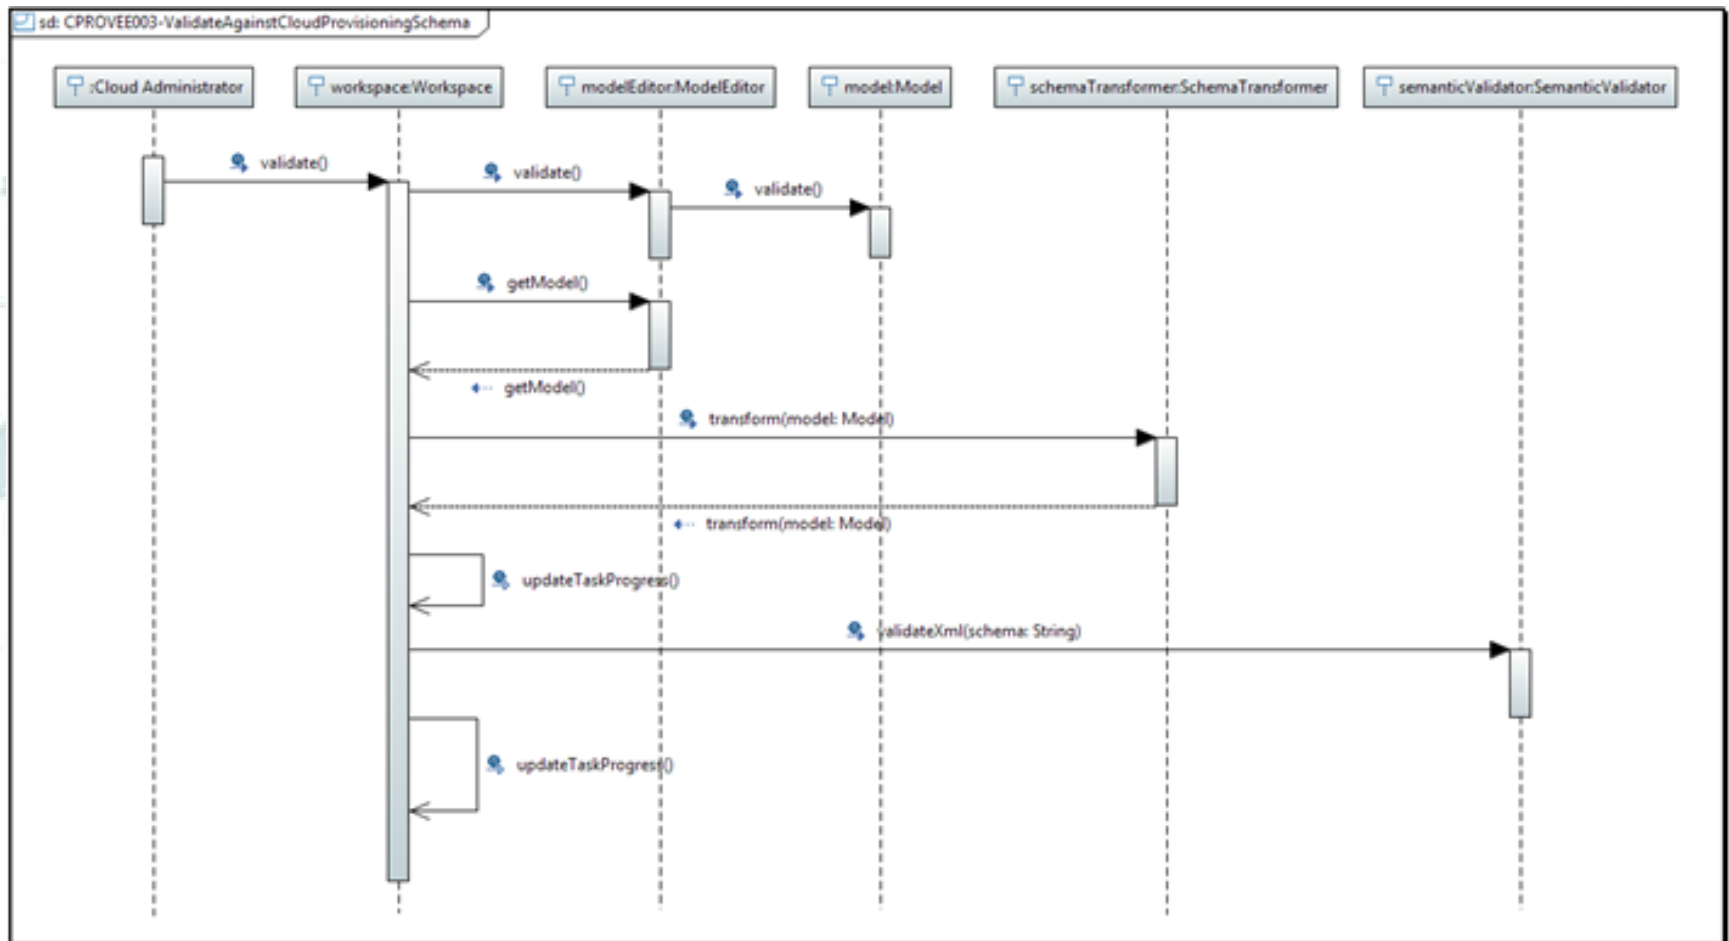 sd: CPROVEE003-ValidateAgainstCloudProvisioningSchema
:Cloud Administrator
workspace:Workspace
modelEditor:ModelEditor
model:Model
schemaTransformer:SchemaTransformer
semanticValidator:SemanticValidator
validate()
validate()
validate()
getModel()
getModel()
transform(model: Model)
transform(model: Model)
updateTaskProgress()
validateXml(schema: String)
updateTaskProgress()